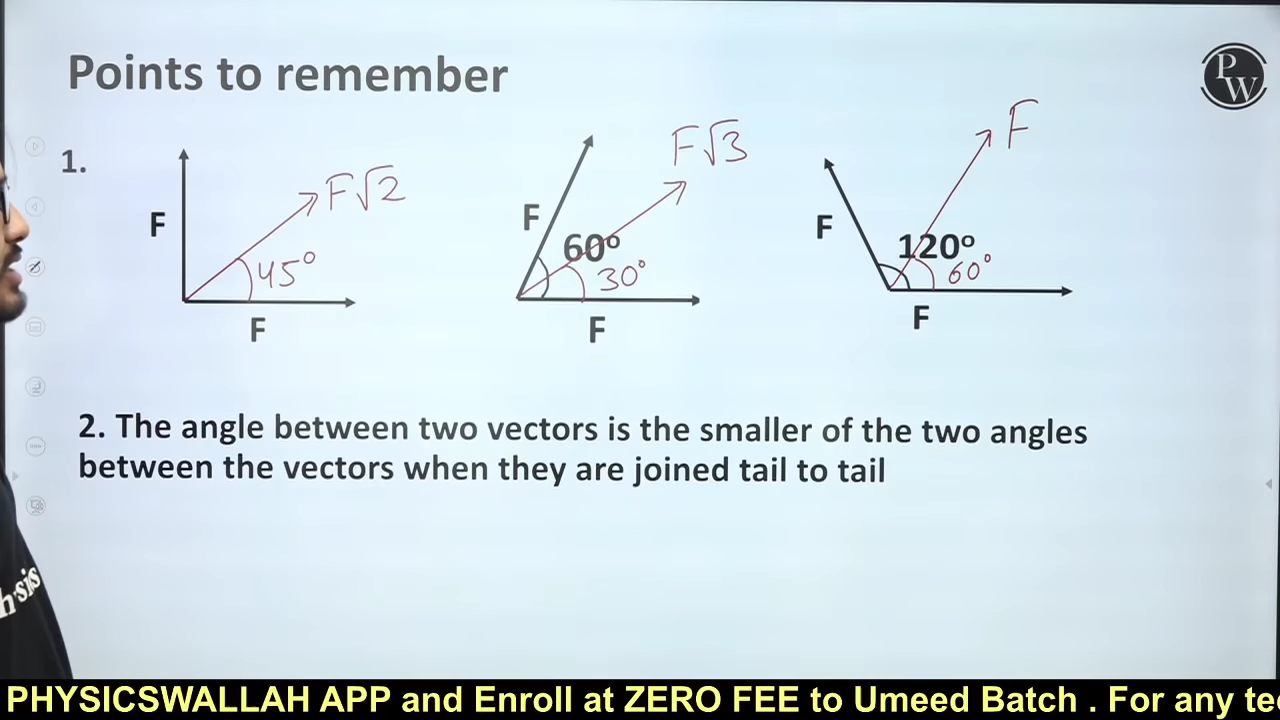 Points to remember
PW
1.
F
F√2
45°
F
F
F√3
60°
30°
F
F
F
120°
60°
F
2. The angle between two vectors is the smaller of the two angles
between the vectors when they are joined tail to tail
hysics
PHYSICSWALLAH APP and Enroll at ZERO FEE to Umeed Batch . For any te